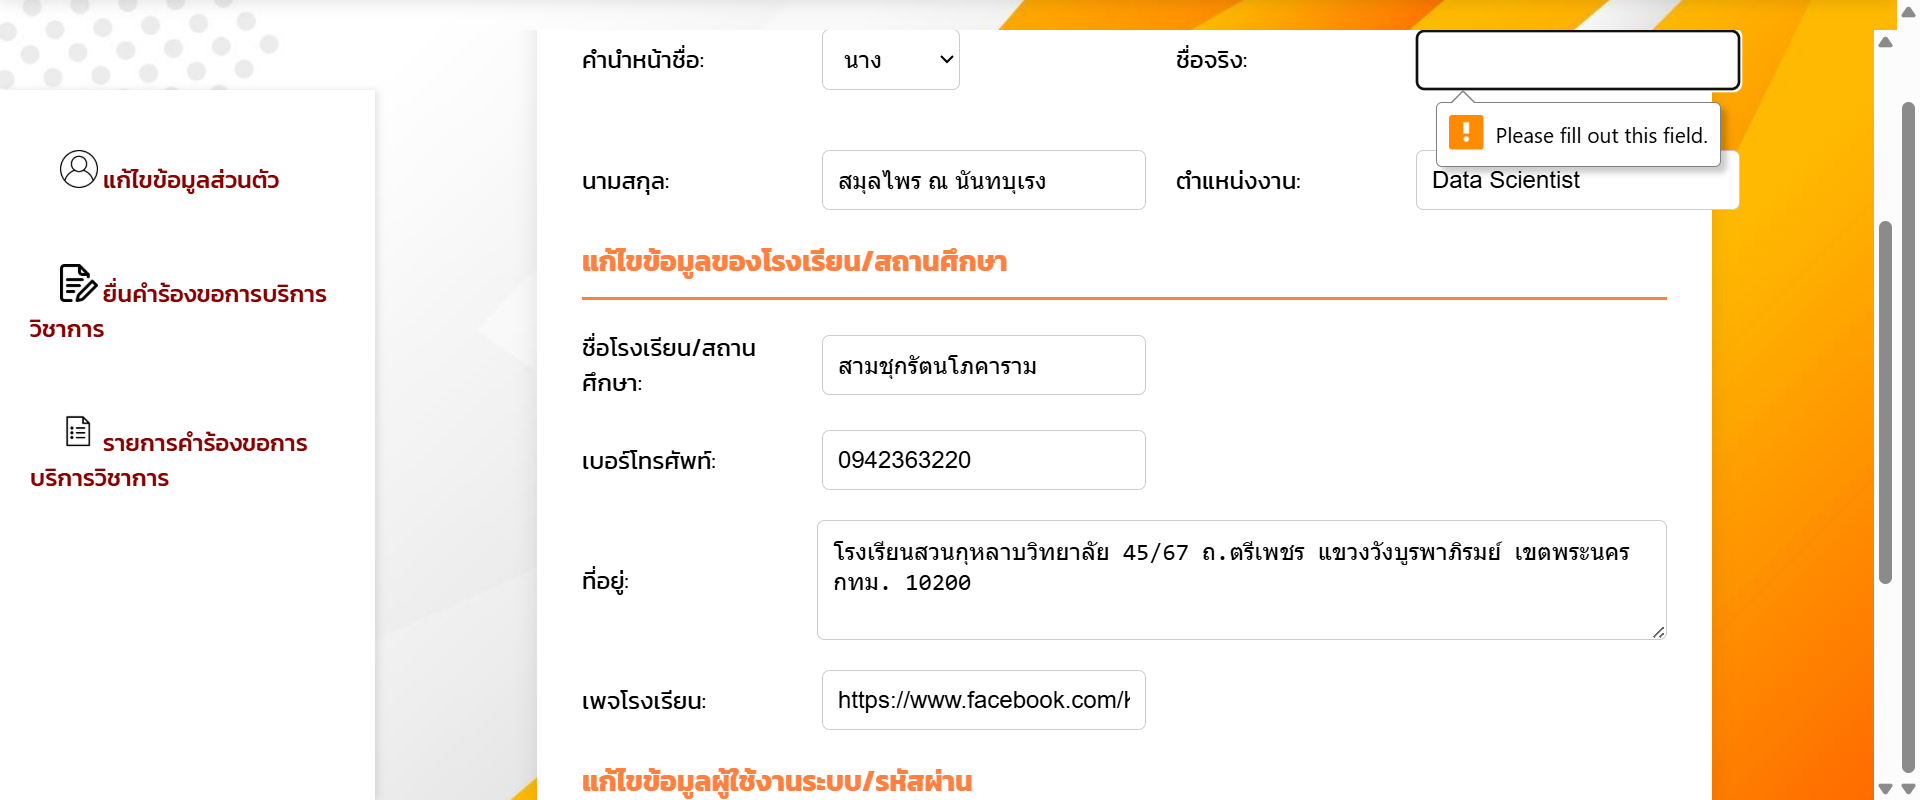 แก้ไขข้อมูลส่วนตัว
ยื่นคำร้องขอการบริการ
วิชาการ
รายการคำร้องขอการ
บริการวิชาการ
คำนำหน้าชื่อ:
นาง
ชื่อจริง:
Please fill out this field.
นามสกุล:
สมุลไพร ณ นันทบุเรง
ตำแหน่งงาน:
Data Scientist
แก้ไขข้อมูลของโรงเรียน/สถานศึกษา
ชื่อโรงเรียน/สถาน
ศึกษา:
สามชุกรัตนโภคาราม
เบอร์โทรศัพท์:
0942363220
ที่อยู่:
โรงเรียนสวนกุหลาบวิทยาลัย 45/67 ถ.ตรีเพชร แขวงวังบูรพาภิรมย์ เขตพระนคร
กทม. 10200
เพจโรงเรียน:
https://www.facebook.com/
แก้ไขข้อมูลผู้ใช้งานระบบ/รหัสผ่าน